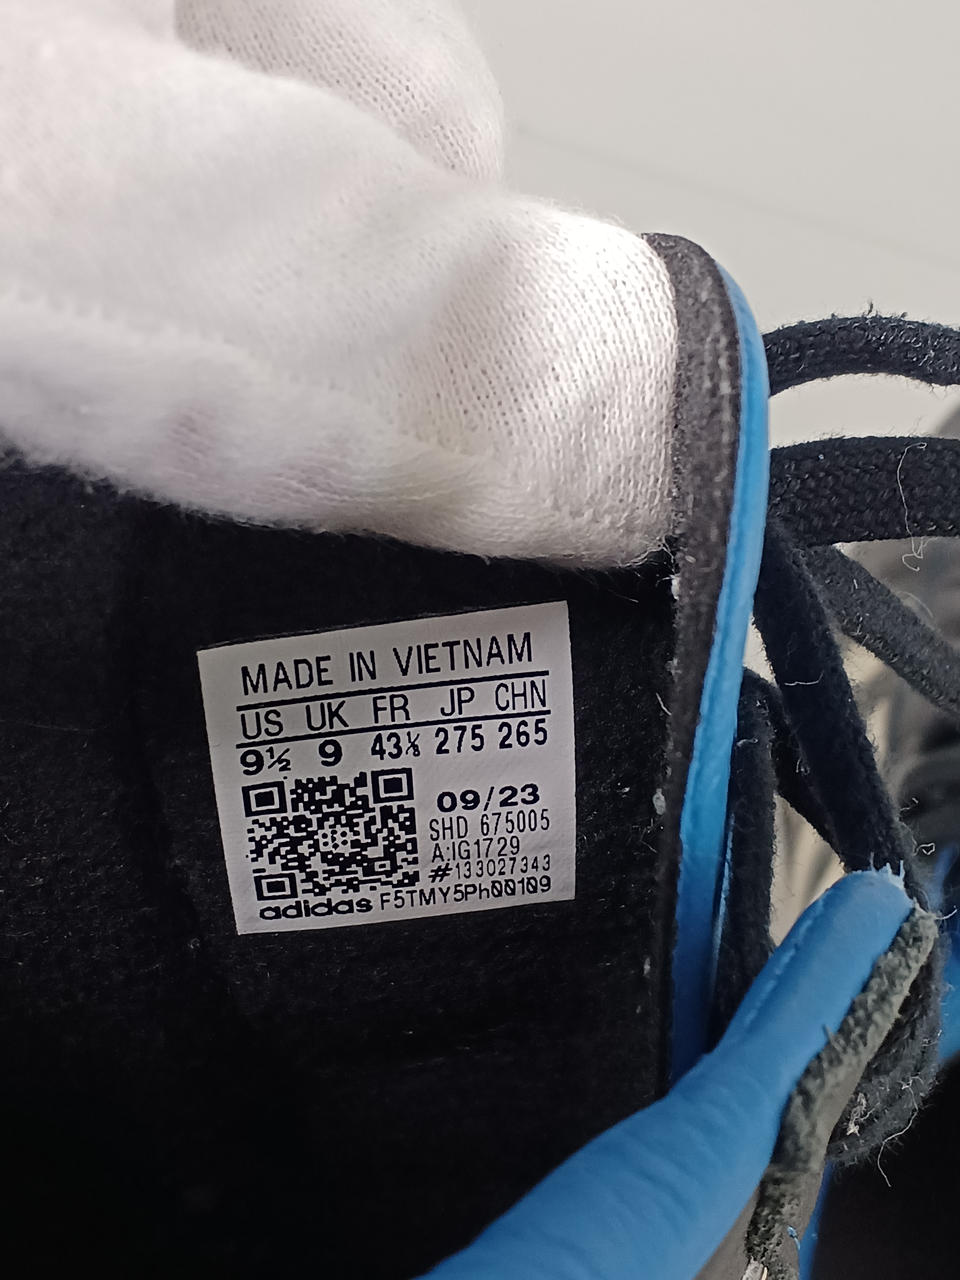 MADE IN VIETNAM
US UK FR JP CHN
9½ 9 43⅓ 275 265
09/23
SHD 675005
A:IG1729
#133027343
adidas F5TMY5Ph00109